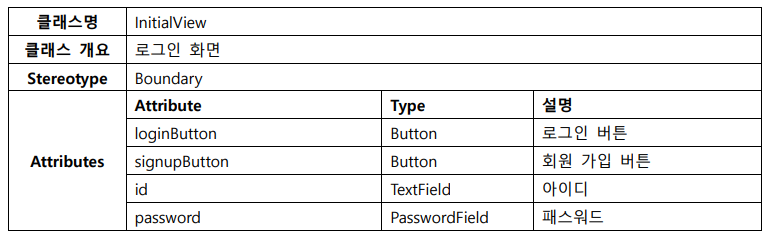 클래스명 InitialView
클래스 개요 로그인 화면
Stereotype Boundary
Attributes
Attribute Type 설명
loginButton Button 로그인 버튼
signupButton Button 회원 가입 버튼
id TextField 아이디
password PasswordField 패스워드